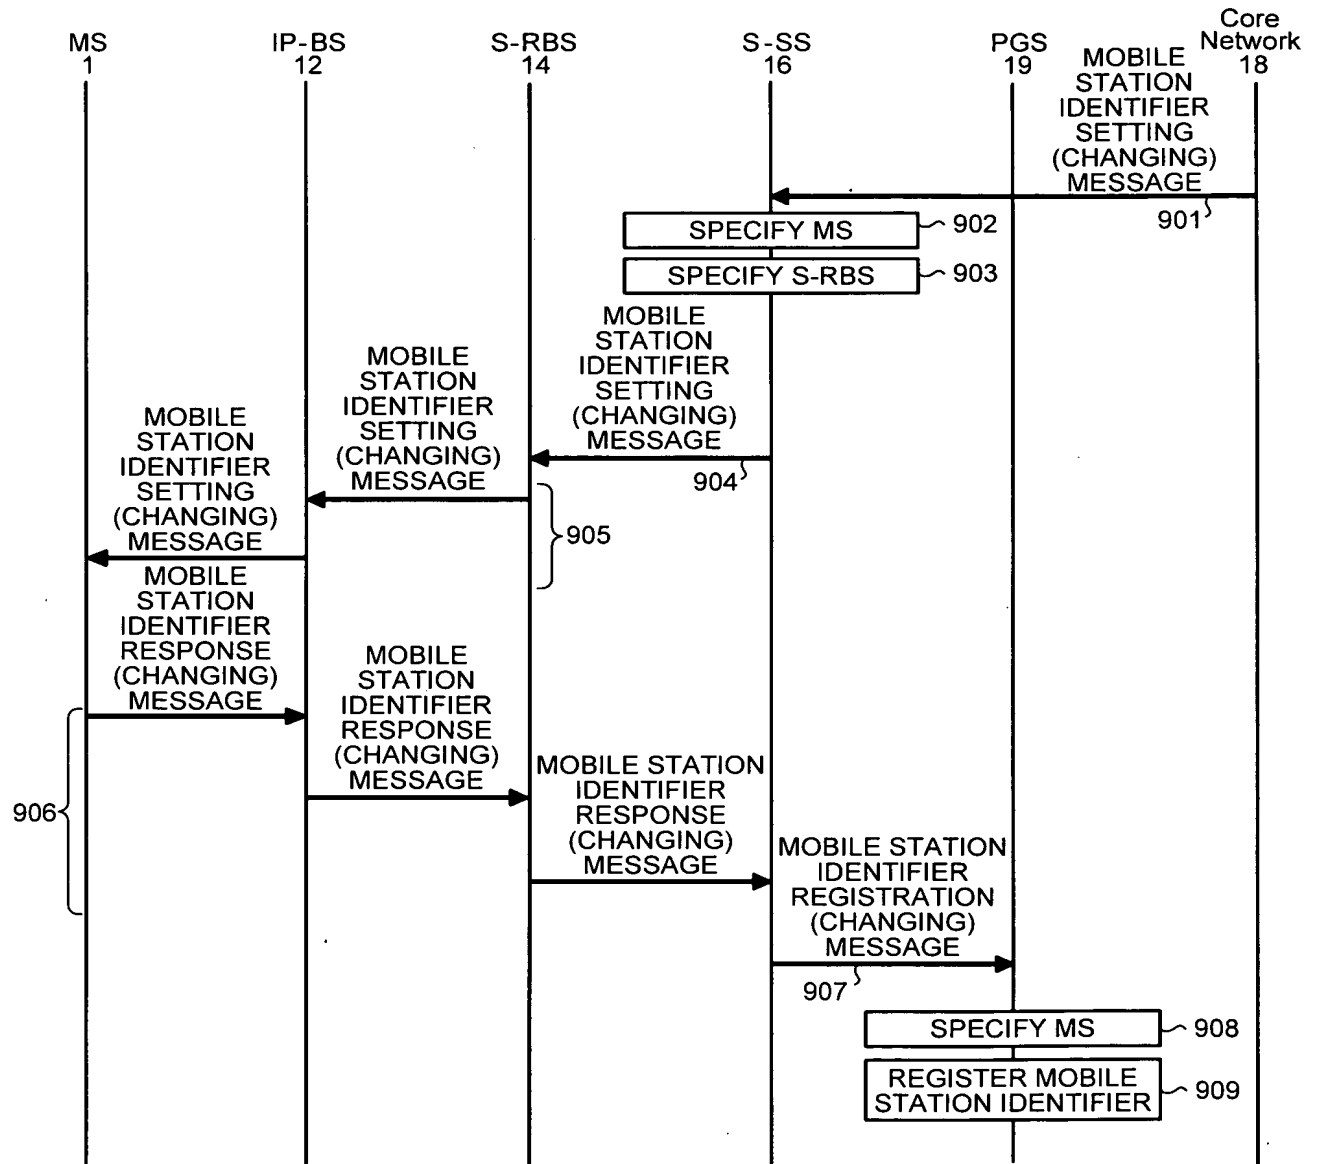 MS
1
IP-BS
12
S-RBS
14
S-SS
16
PGS
19
Core
Network
18
MOBILE
STATION
IDENTIFIER
SETTING
(CHANGING)
MESSAGE
901
SPECIFY MS
902
SPECIFY S-RBS
903
MOBILE
STATION
IDENTIFIER
SETTING
(CHANGING)
MESSAGE
904
MOBILE
STATION
IDENTIFIER
SETTING
(CHANGING)
MESSAGE
905
MOBILE
STATION
IDENTIFIER
SETTING
(CHANGING)
MESSAGE
MOBILE
STATION
IDENTIFIER
RESPONSE
(CHANGING)
MESSAGE
906
MOBILE
STATION
IDENTIFIER
RESPONSE
(CHANGING)
MESSAGE
MOBILE STATION
IDENTIFIER
RESPONSE
(CHANGING)
MESSAGE
MOBILE STATION
IDENTIFIER
REGISTRATION
(CHANGING)
MESSAGE
907
SPECIFY MS
908
REGISTER MOBILE
STATION IDENTIFIER
909